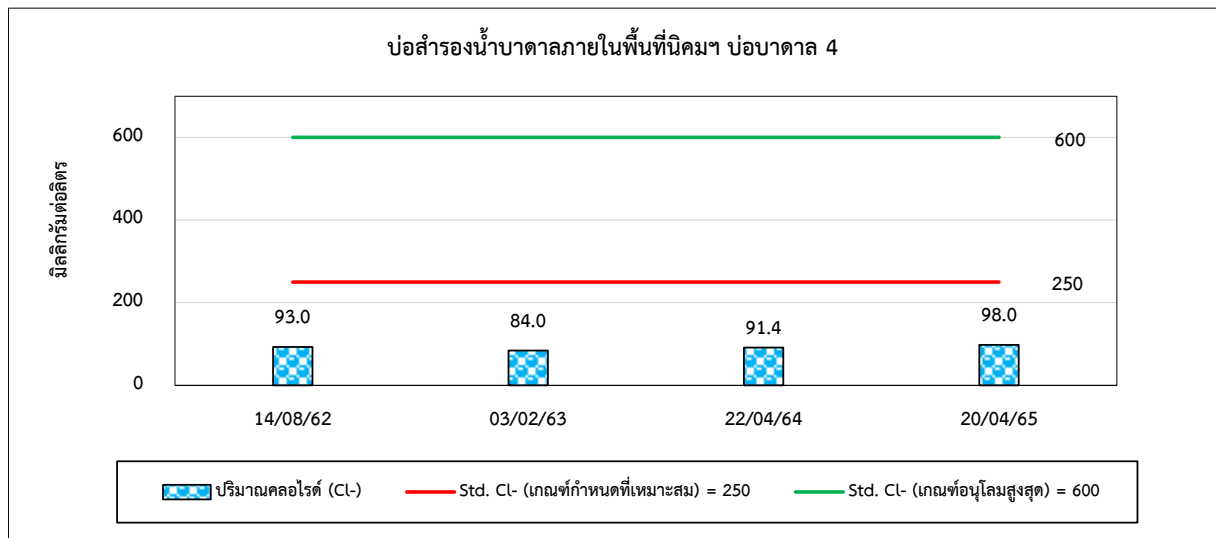 บ่อสำรองน้ำบาดาลภายในพื้นที่นิคมฯ บ่อบาดาล 4
มิลลิกรัมต่อลิตร
600
600
400
250
200
93.0
84.0
91.4
98.0
0
14/08/62
03/02/63
22/04/64
20/04/65
ปริมาณคลอไรด์ (Cl-)
Std. Cl- (เกณฑ์กำหนดที่เหมาะสม) = 250
Std. Cl- (เกณฑ์อนุโลมสูงสุด) = 600